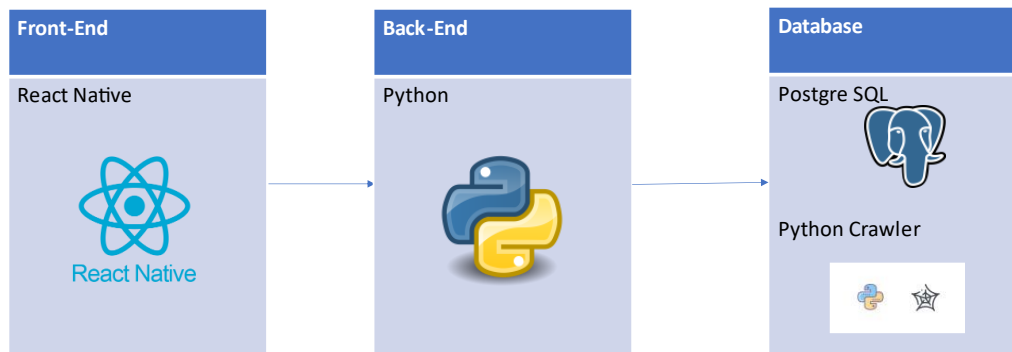 Front-End
React Native
React Native
Back-End
Python
Database
Postgre SQL
Python Crawler